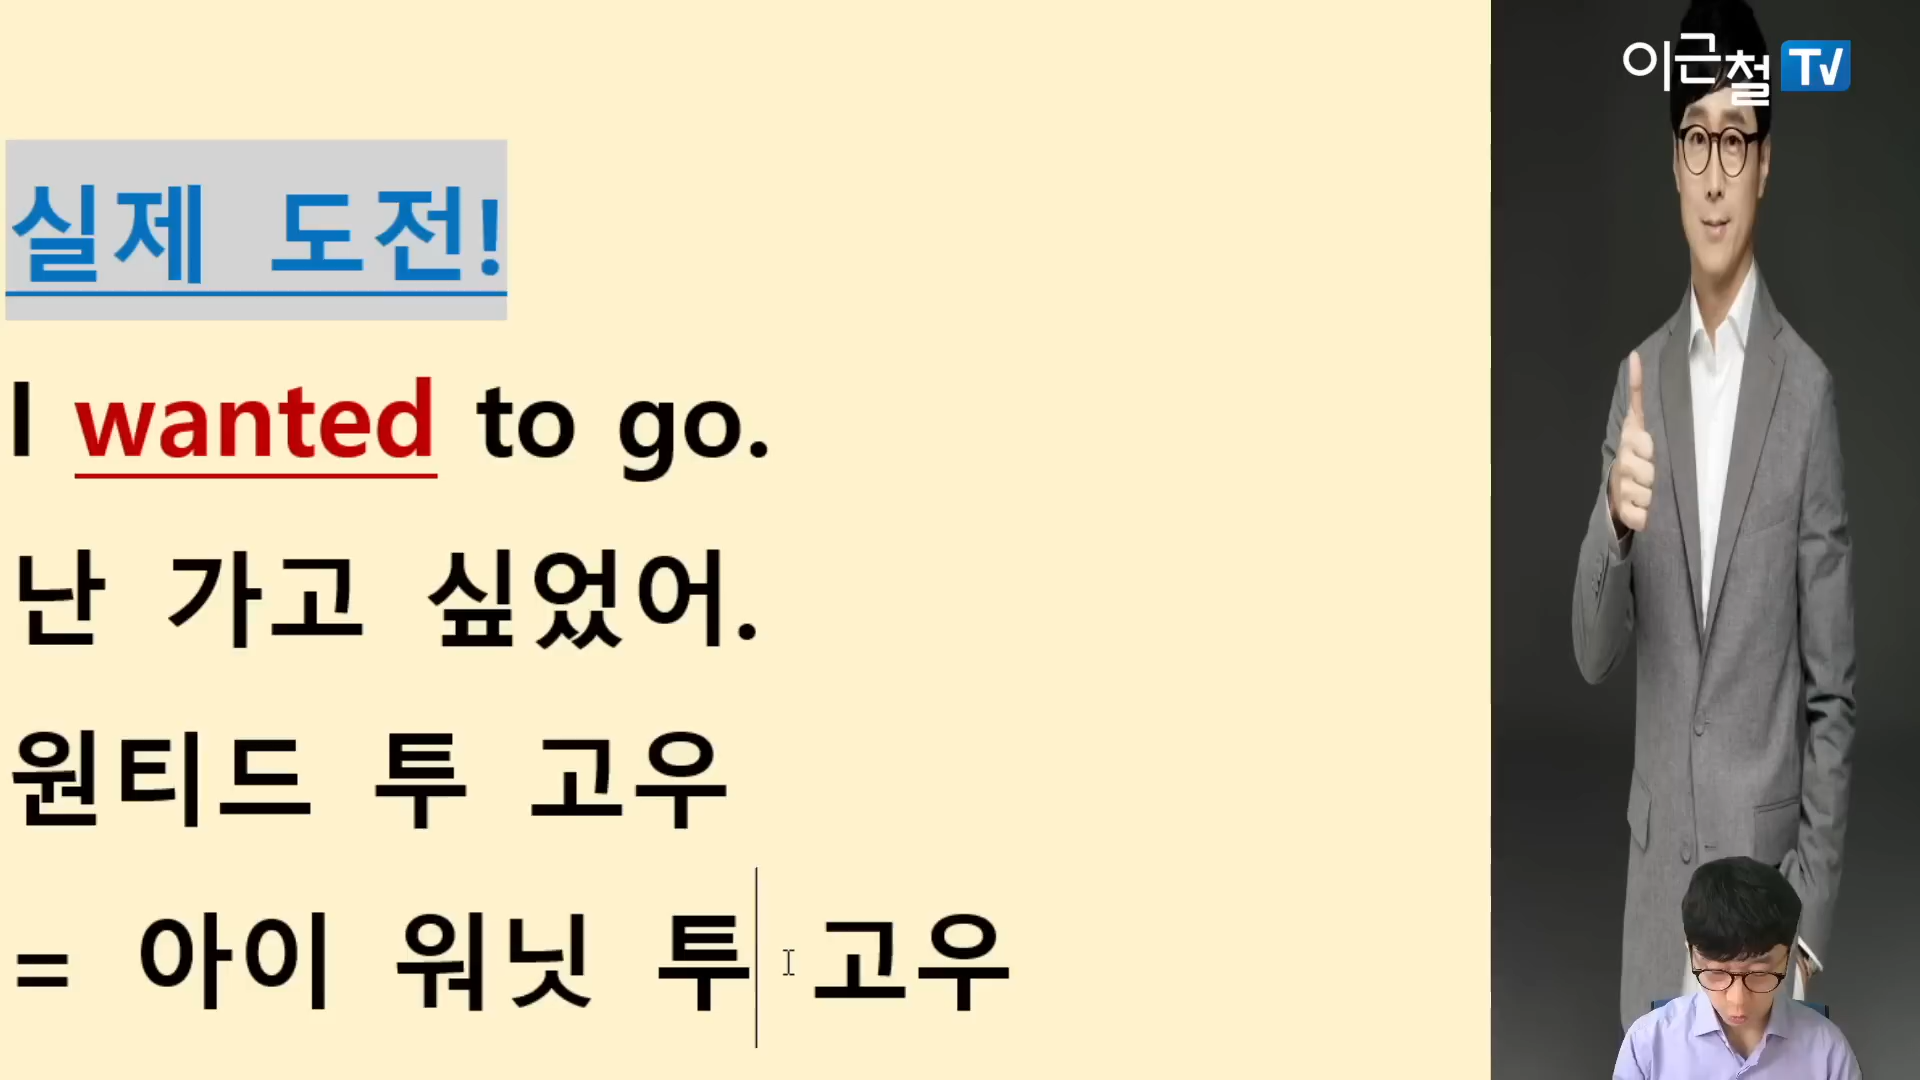 실제 도전!
I wanted to go.
난 가고 싶었어.
원티드 투 고우
= 아이 워닛 투 고우
이근철 TV